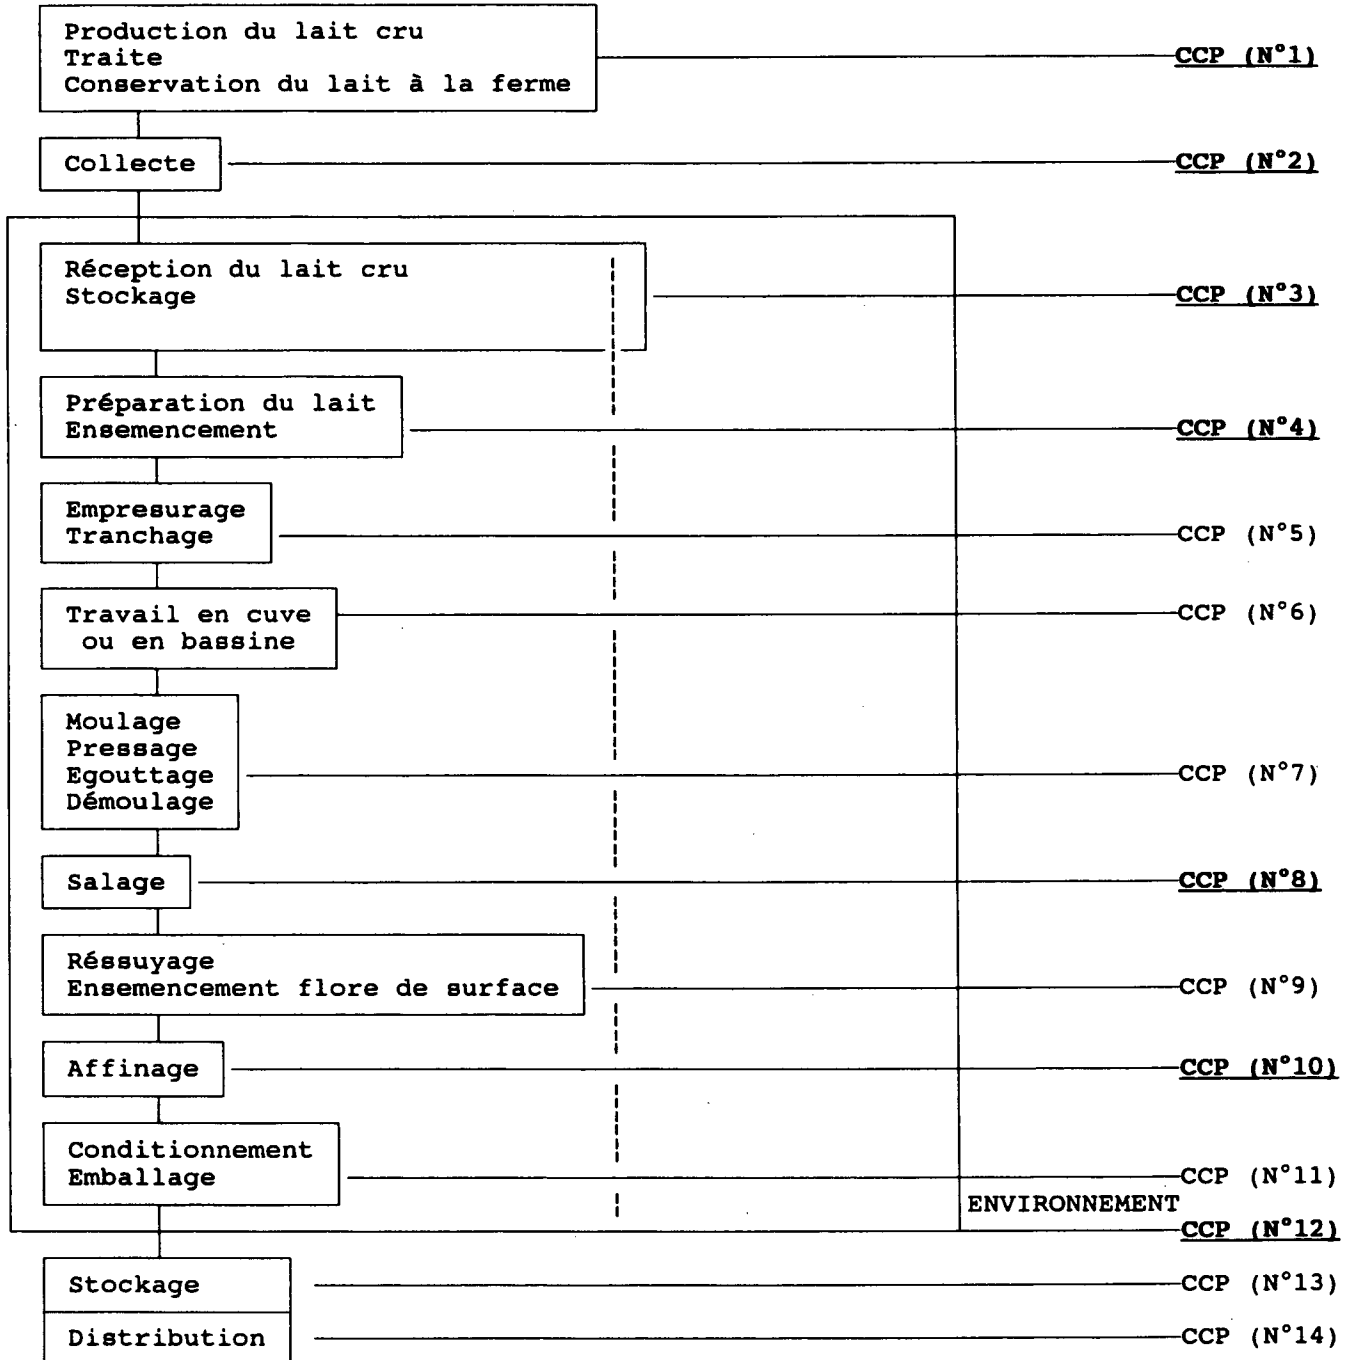 Production du lait cru
Traite
Conservation du lait à la ferme
CCP (N°1)
Collecte
CCP (N°2)
Réception du lait cru
Stockage
CCP (N°3)
Préparation du lait
Ensemencement
CCP (N°4)
Empresurage
Tranchage
CCP (N°5)
Travail en cuve
ou en bassine
CCP (N°6)
Moulage
Pressage
Egouttage
Démoulage
CCP (N°7)
Salage
CCP (N°8)
Réssuyage
Ensemencement flore de surface
CCP (N°9)
Affinage
CCP (N°10)
Conditionnement
Emballage
CCP (N°11)
ENVIRONNEMENT
CCP (N°12)
Stockage
CCP (N°13)
Distribution
CCP (N°14)